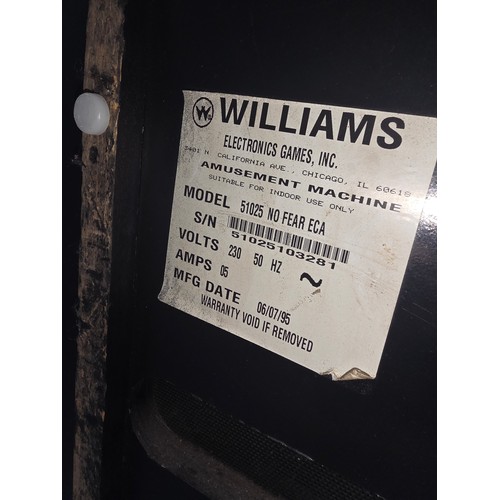 W WILLIAMS
ELECTRONICS GAMES, INC.
3401 N. CALIFORNIA AVE., CHICAGO, IL 60618
AMUSEMENT MACHINE
SUITABLE FOR INDOOR USE ONLY
MODEL 51025 NO FEAR ECA
S/N
51025103281
VOLTS 230 50 HZ ~
AMPS 05
MFG DATE 06/07/95
WARRANTY VOID IF REMOVED